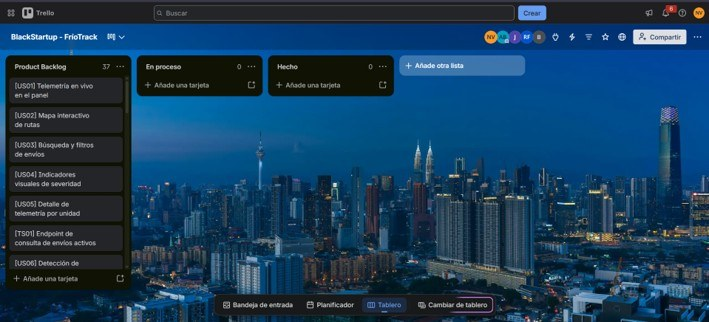 Trello
Buscar
Crear
6
NV
BlackStartup - FrioTrack
NV
J
RF
B
Compartir
Product Backlog 37
En proceso 0
Hecho 0
Añade otra lista
[US01] Telemetría en vivo
en el panel
[US02] Mapa interactivo
de rutas
[US03] Búsqueda y filtros
de envíos
[US04] Indicadores
visuales de severidad
[US05] Detalle de
telemetría por unidad
[TS01] Endpoint de
consulta de envíos activos
[US06] Detección de
Añade una tarjeta
Añade una tarjeta
Añade una tarjeta
Bandeja de entrada
Planificador
Tablero
Cambiar de tablero